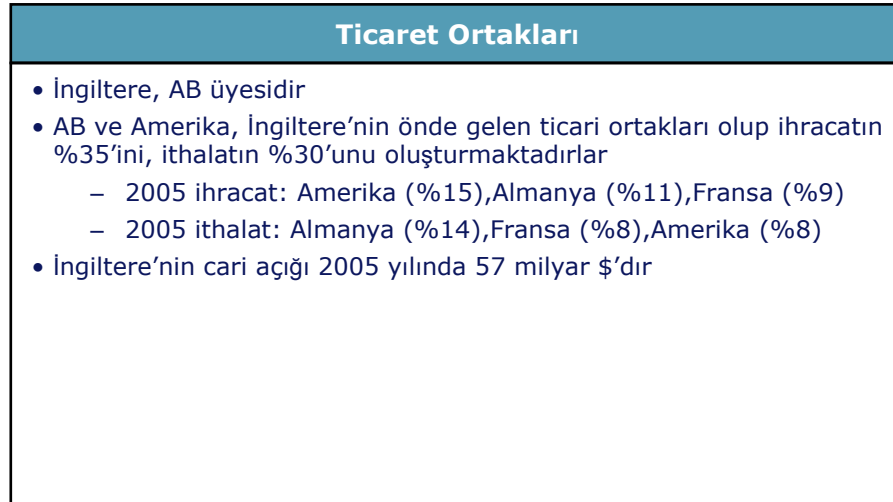 Ticaret Ortakları
• İngiltere, AB üyesidir
• AB ve Amerika, İngiltere’nin önde gelen ticari ortakları olup ihracatın
%35’ini, ithalatın %30’unu oluşturmaktadırlar
– 2005 ihracat: Amerika (%15),Almanya (%11),Fransa (%9)
– 2005 ithalat: Almanya (%14),Fransa (%8),Amerika (%8)
• İngiltere’nin cari açığı 2005 yılında 57 milyar $’dır